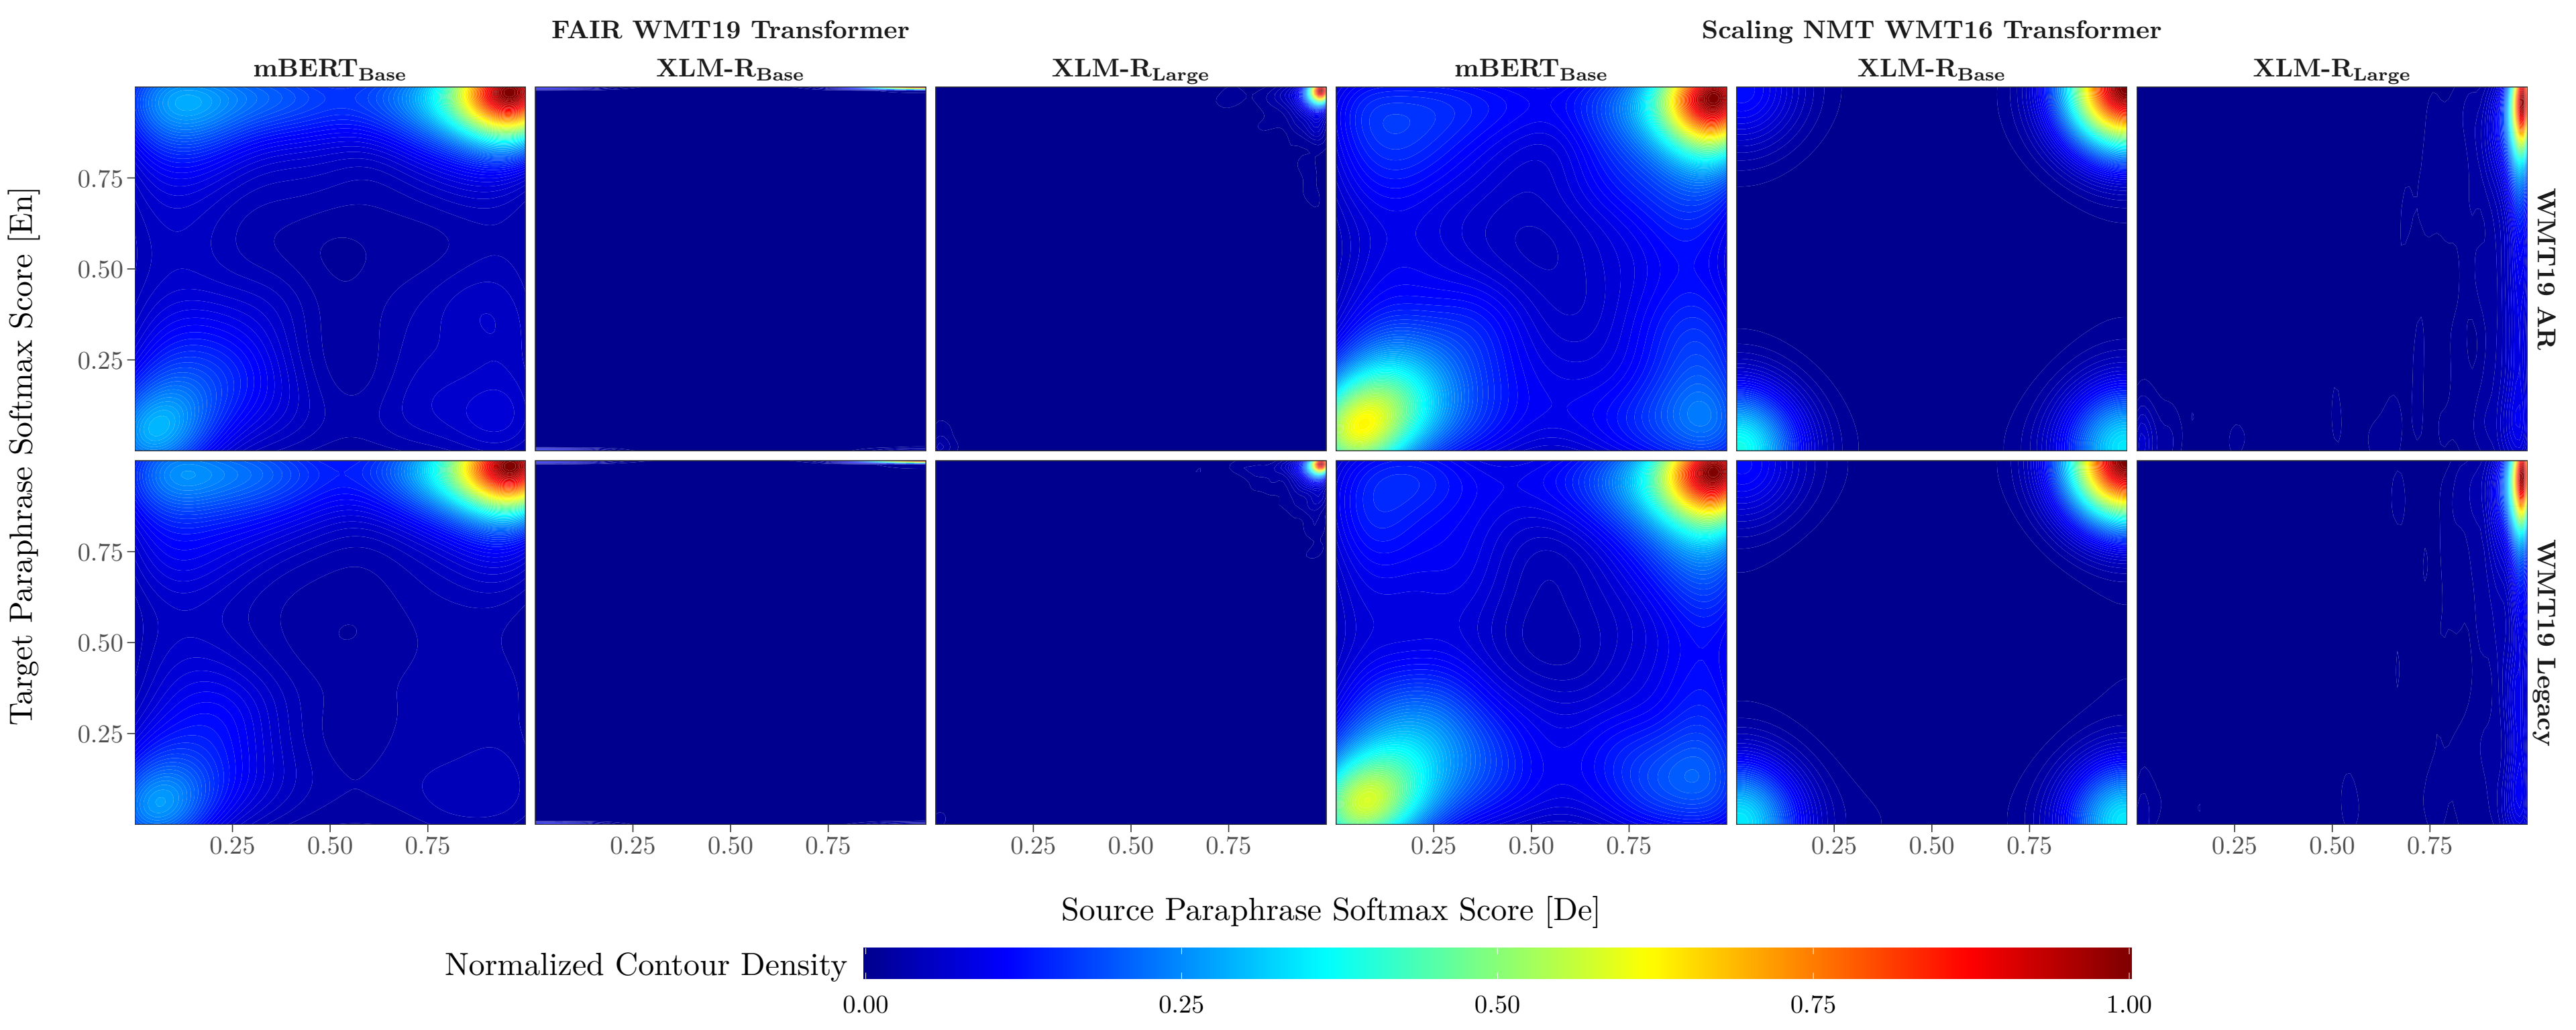 FAIR WMT19 Transformer Scaling NMT WMT16 Transformer
mBERTBase XLM-RBase XLM-RLarge mBERTBase XLM-RBase XLM-RLarge
Target Paraphrase Softmax Score [En]
0.75
0.50
0.25
WMT19 AR
0.75
0.50
0.25
WMT19 Legacy
0.25 0.50 0.75 0.25 0.50 0.75 0.25 0.50 0.75 0.25 0.50 0.75 0.25 0.50 0.75 0.25 0.50 0.75
Source Paraphrase Softmax Score [De]
Normalized Contour Density
0.00 0.25 0.50 0.75 1.00